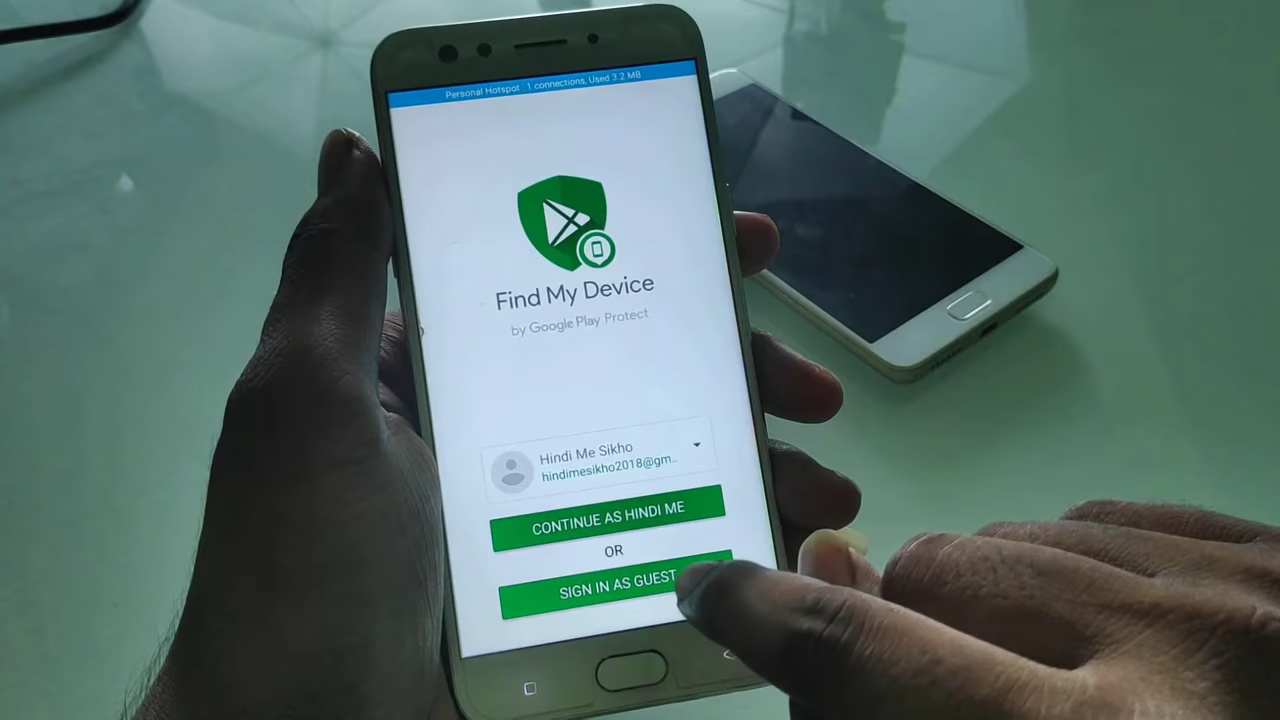 Personal Hotspot 1 connections, Used 3.2 MB
Find My Device
by Google Play Protect
Hindi Me Sikho
hindimesikho2018@gm..
CONTINUE AS HINDI ME
OR
SIGN IN AS GUEST